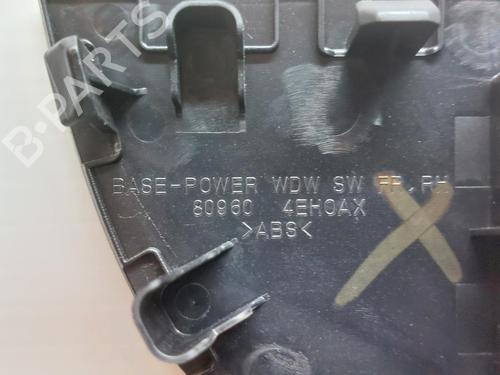 B-PARTS
BASE-POWER WDW SW FR, RH
80960 4EH0AX
>ABS<